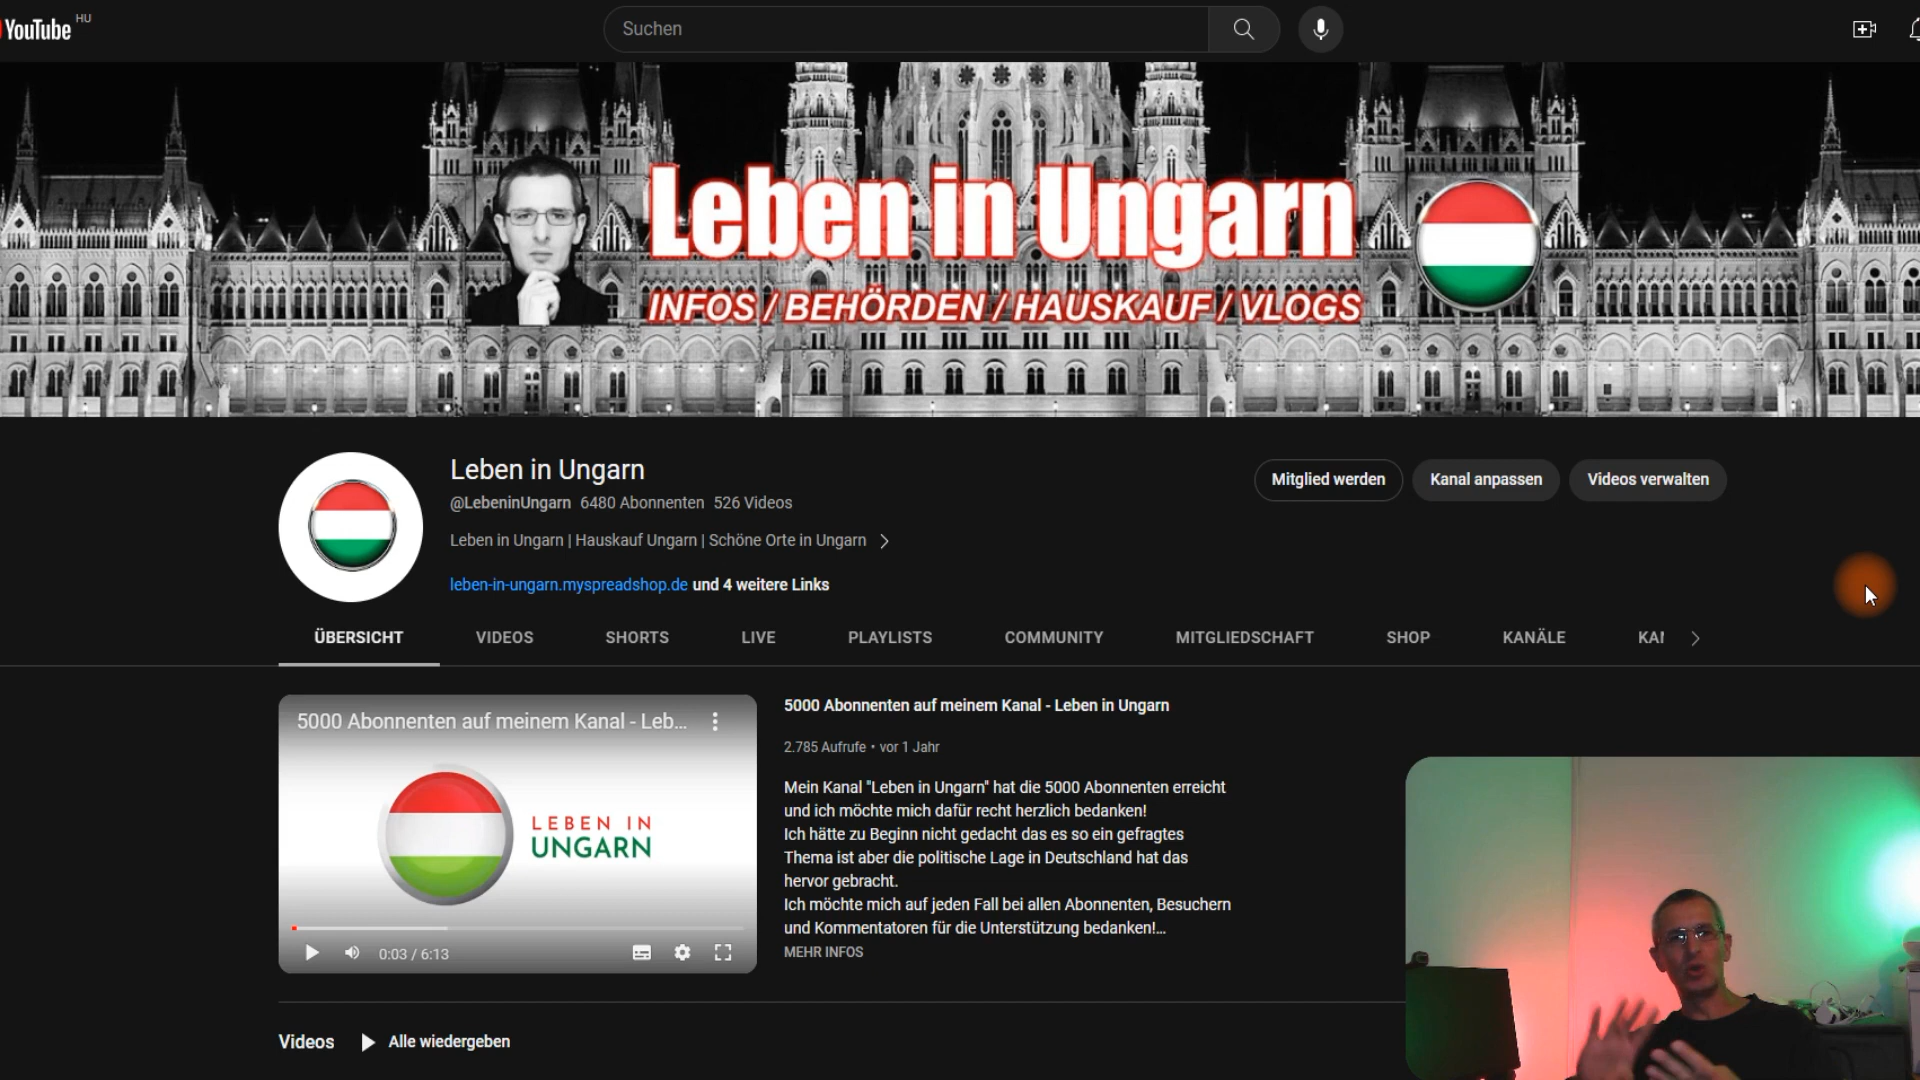 YouTube HU
Suchen
Leben in Ungarn
INFOS / BEHÖRDEN / HAUSKAUF / VLOGS
Leben in Ungarn
@LebeninUngarn 6480 Abonnenten 526 Videos
Mitglied werden
Kanal anpassen
Videos verwalten
Leben in Ungarn | Hauskauf Ungarn | Schöne Orte in Ungarn
leben-in-ungarn.myspreadshop.de und 4 weitere Links
ÜBERSICHT VIDEOS SHORTS LIVE PLAYLISTS COMMUNITY MITGLIEDSCHAFT SHOP KANÄLE
5000 Abonnenten auf meinem Kanal - Leb...
LEBEN IN
UNGARN
0:03 / 6:13
5000 Abonnenten auf meinem Kanal - Leben in Ungarn
2.785 Aufrufe • vor 1 Jahr
Mein Kanal "Leben in Ungarn" hat die 5000 Abonnenten erreicht
und ich möchte mich dafür recht herzlich bedanken!
Ich hätte zu Beginn nicht gedacht das es so ein gefragtes
Thema ist aber die politische Lage in Deutschland hat das
hervor gebracht.
Ich möchte mich auf jeden Fall bei allen Abonnenten, Besuchern
und Kommentatoren für die Unterstützung bedanken!...
MEHR INFOS
Videos
Alle wiedergeben